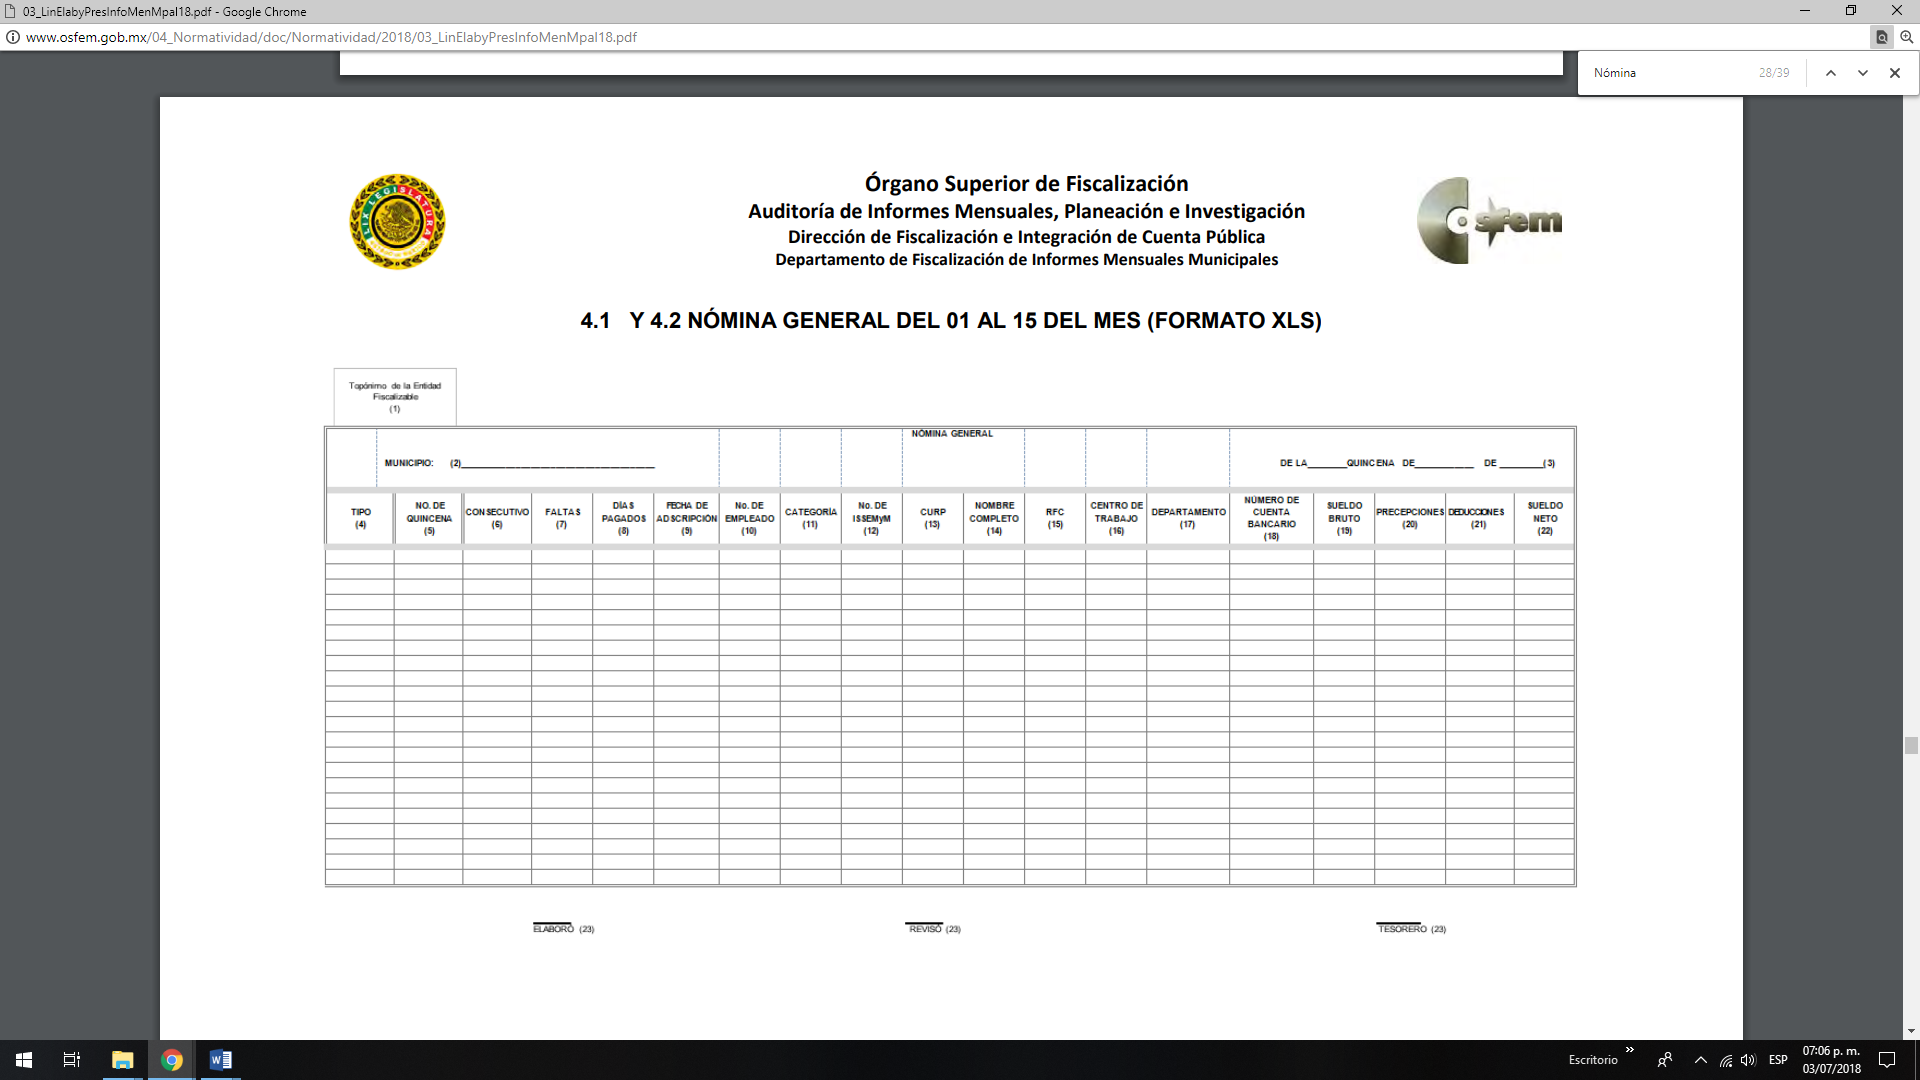 03_LinElabyPresInfoMenMpal18.pdf - Google Chrome
www.osfem.gob.mx/04_Normatividad/doc/Normatividad/2018/03_LinElabyPresInfoMenMpal18.pdf
Nómina 28/39
LIX LEGISLATURA
Órgano Superior de Fiscalización
Auditoría de Informes Mensuales, Planeación e Investigación
Dirección de Fiscalización e Integración de Cuenta Pública
Departamento de Fiscalización de Informes Mensuales Municipales
osfem
4.1 Y 4.2 NÓMINA GENERAL DEL 01 AL 15 DEL MES (FORMATO XLS)
Topónimo de la Entidad
Fiscalizable
(1)
NÓMINA GENERAL
MUNICIPIO: (2)____________________ DE LA________QUINCENA DE____________ DE _________(3)
TIPO (4)
NO. DE QUINCENA (5)
CONSECUTIVO (6)
FALTAS (7)
DÍAS PAGADOS (8)
FECHA DE ADSCRIPCIÓN (9)
No. DE EMPLEADO (10)
CATEGORÍA (11)
No. DE ISSEMyM (12)
CURP (13)
NOMBRE COMPLETO (14)
RFC (15)
CENTRO DE TRABAJO (16)
DEPARTAMENTO (17)
NÚMERO DE CUENTA BANCARIO (18)
SUELDO BRUTO (19)
PRECEPCIONES (20)
DEDUCCIONES (21)
SUELDO NETO (22)
ELABORÓ (23) REVISÓ (23) TESORERO (23)
Escritorio » ESP 07:06 p. m.
03/07/2018